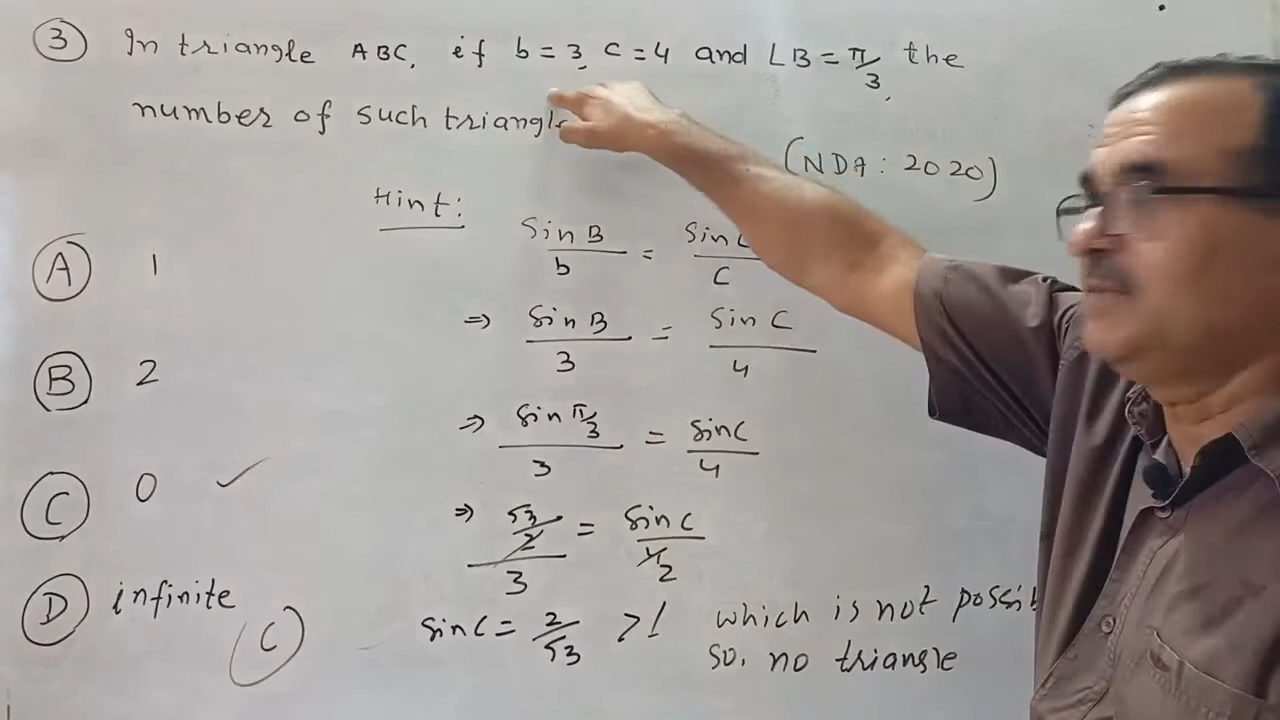 ③ In triangle ABC, if b = 3, c = 4 and ∠B = π/3, the
number of such triangle
(NDA: 2020)
Hint:
Sin B / b = Sin C / C
⇒ Sin B / 3 = Sin C / 4
⇒ Sin π/3 / 3 = Sin C / 4
⇒ √3/2 / 3 = Sin C / 4 2
Sin C = 2/√3 > 1 which is not possi
so, no triangle
Ⓐ 1
Ⓑ 2
Ⓒ 0 ✓
Ⓓ infinite
Ⓒ